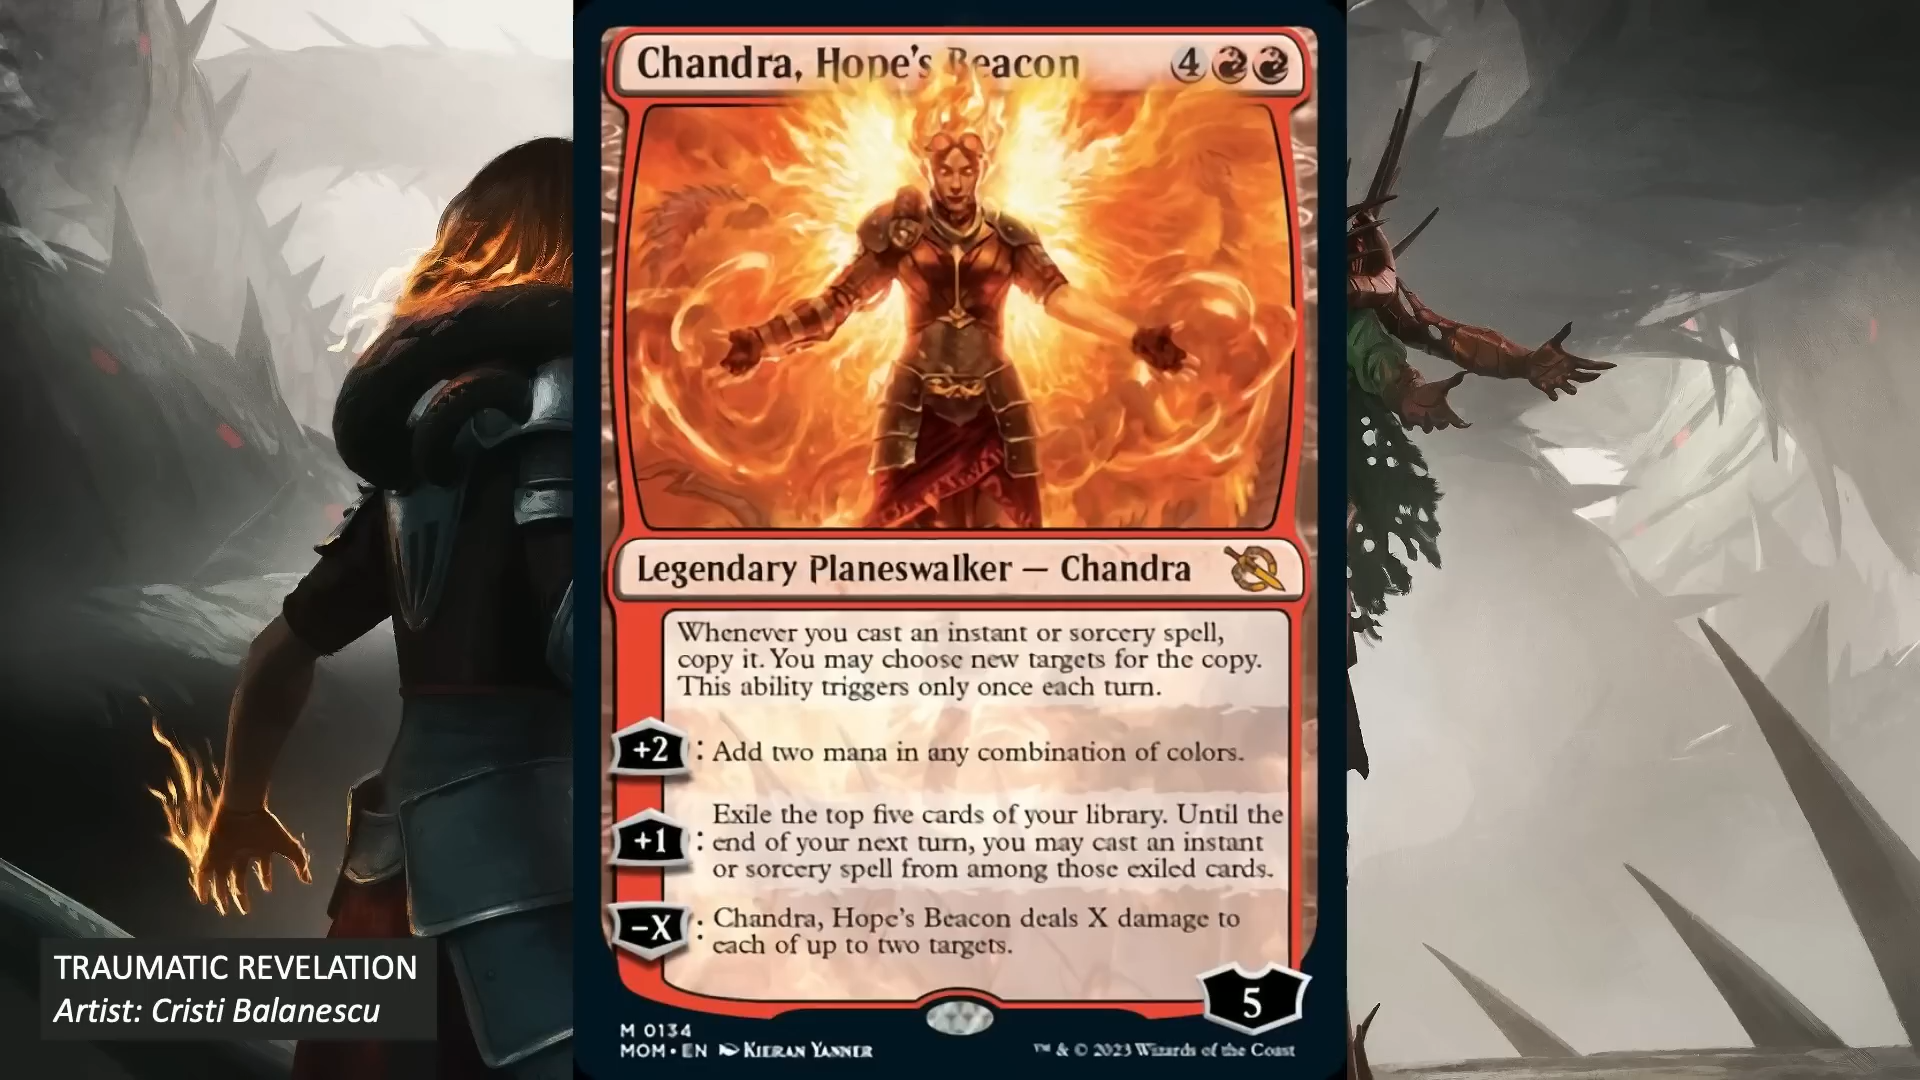 Chandra, Hope's Beacon 4
Legendary Planeswalker — Chandra
Whenever you cast an instant or sorcery spell,
copy it. You may choose new targets for the copy.
This ability triggers only once each turn.
+2 : Add two mana in any combination of colors.
Exile the top five cards of your library. Until the
+1 : end of your next turn, you may cast an instant
or sorcery spell from among those exiled cards.
−X : Chandra, Hope's Beacon deals X damage to
each of up to two targets.
5
M 0134
MOM • EN KIERAN YANNER
™ & © 2023 Wizards of the Coast
TRAUMATIC REVELATION
Artist: Cristi Balanescu